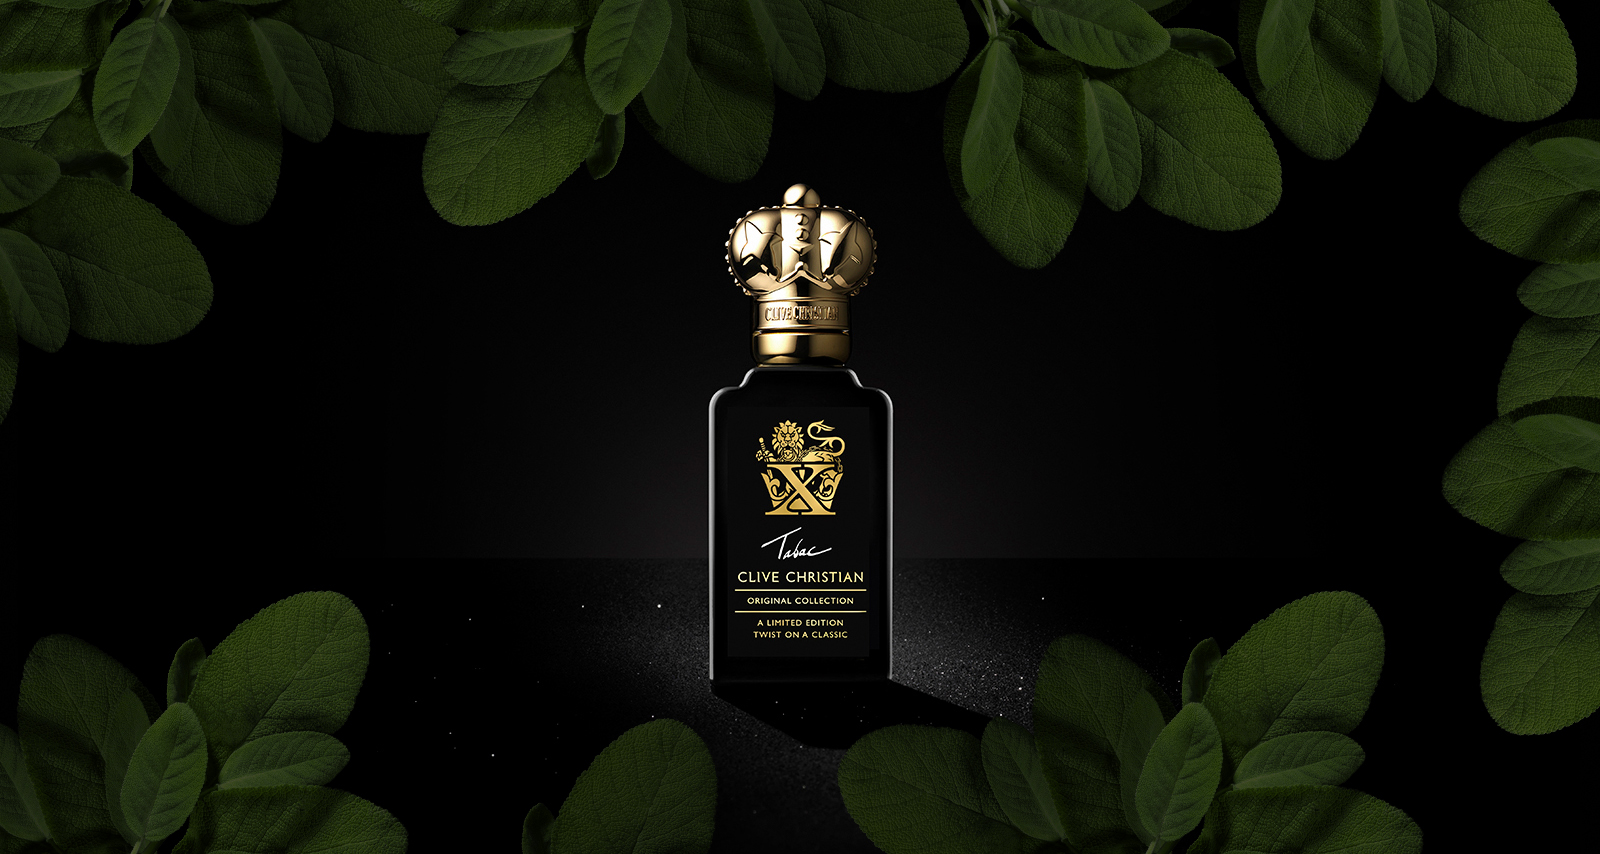 CLIVE CHRISTIAN
X
Tabac
CLIVE CHRISTIAN
ORIGINAL COLLECTION
A LIMITED EDITION
TWIST ON A CLASSIC